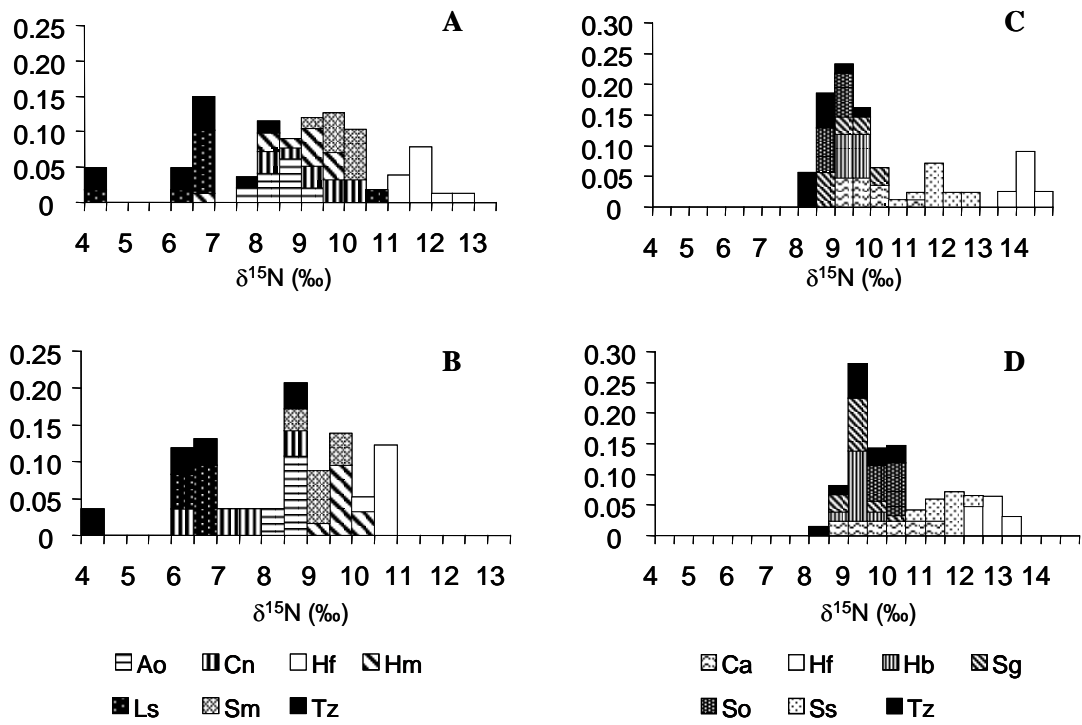 A
0.25
0.20
0.15
0.10
0.05
0
4 5 6 7 8 9 10 11 12 13
δ¹⁵N (‰)
C
0.30
0.25
0.20
0.15
0.10
0.05
0
4 5 6 7 8 9 10 11 12 13 14
δ¹⁵N (‰)
B
0.25
0.20
0.15
0.10
0.05
0
4 5 6 7 8 9 10 11 12 13
δ¹⁵N (‰)
D
0.30
0.25
0.20
0.15
0.10
0.05
0
4 5 6 7 8 9 10 11 12 13 14
δ¹⁵N (‰)
Ao Cn Hf Hm
Ls Sm Tz
Ca Hf Hb Sg
So Ss Tz